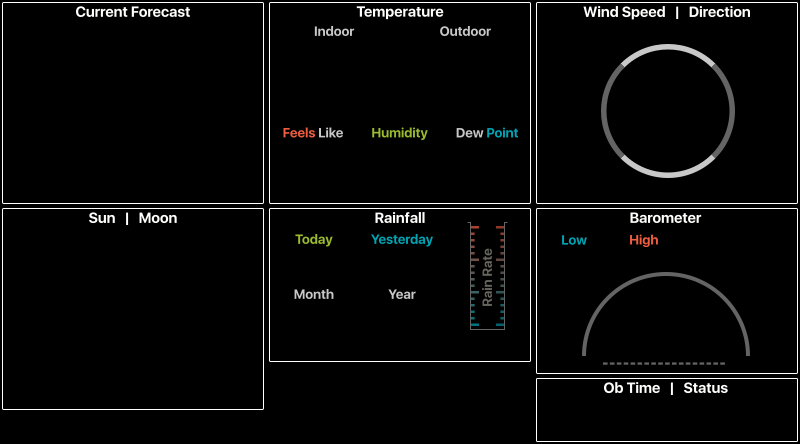 Current Forecast
Temperature
Indoor Outdoor
Feels Like Humidity Dew Point
Wind Speed | Direction
Sun | Moon
Rainfall
Today Yesterday
Month Year
Rain Rate
Barometer
Low High
Ob Time | Status